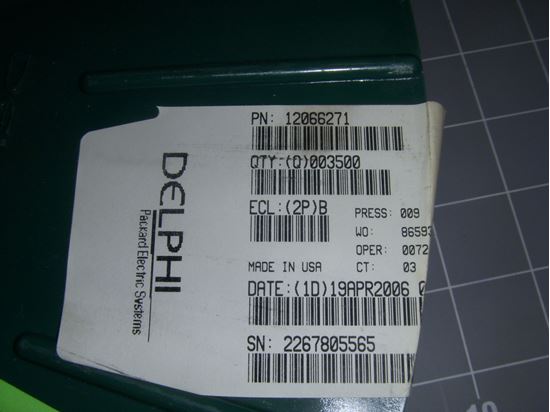 PN: 12066271
QTY:(Q)003500
ECL:(2P)B
PRESS: 009
WO: 86593
OPER: 0072
MADE IN USA
CT: 03
DATE:(1D)19APR2006 0
SN: 2267805565
DELPHI
Packard Electric Systems